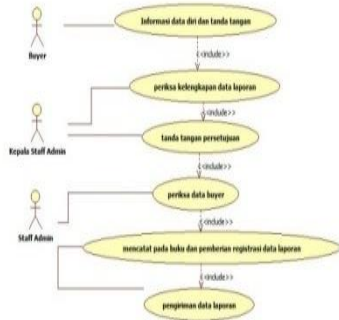 Informasi data diri dan tanda tangan
Buyer
<<include>>
periksa kelengkapan data laporan
<<include>>
Kepala Staff Admin
tanda tangan persetujuan
<<include>>
periksa data buyer
<<include>>
Staff Admin
mencatat pada buku dan pemberian registrasi data laporan
<<include>>
pengiriman data laporan